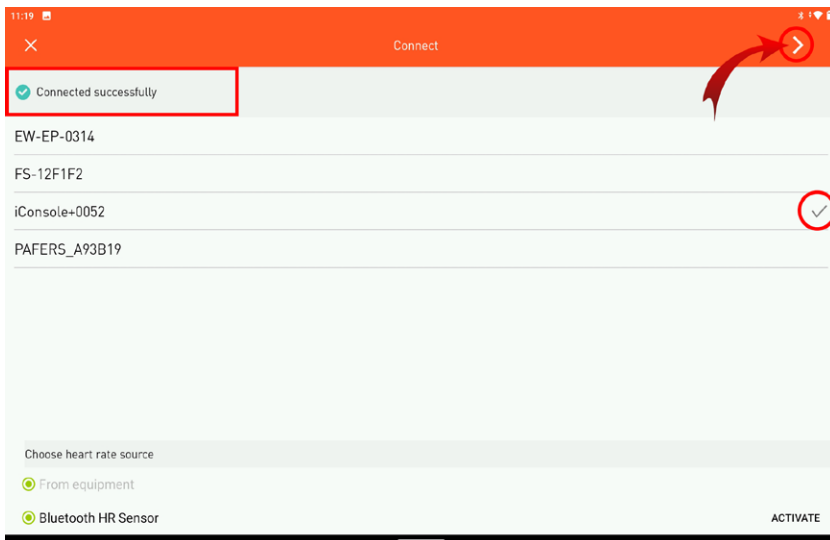 11:19
Connect
Connected successfully
EW-EP-0314
FS-12F1F2
iConsole+0052
PAFERS_A93B19
Choose heart rate source
From equipment
Bluetooth HR Sensor
ACTIVATE